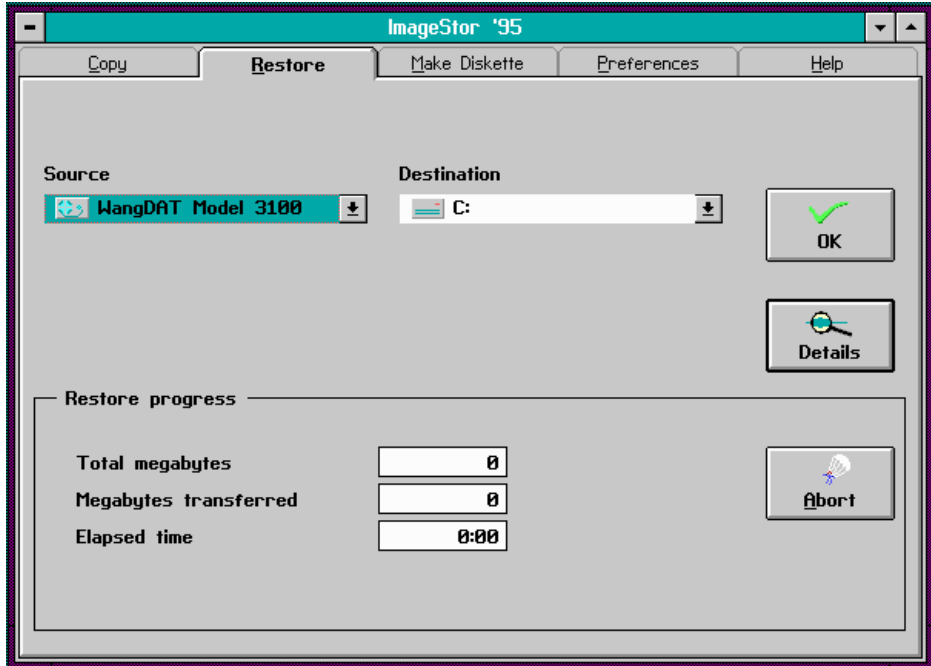 ImageStor '95
Copy Restore Make Diskette Preferences Help
Source Destination
WangDAT Model 3100 C:
OK
Details
Restore progress
Total megabytes 0
Megabytes transferred 0
Abort
Elapsed time 0:00